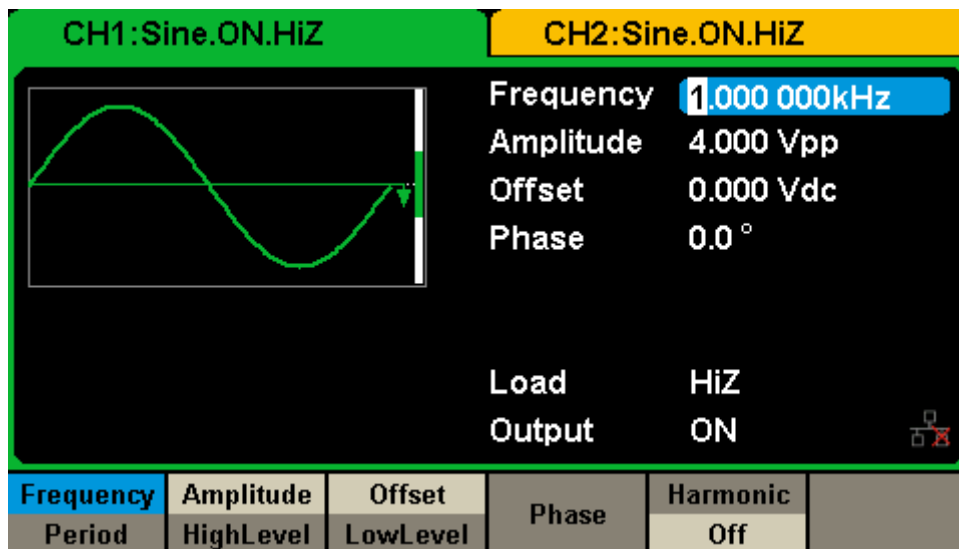 CH1:Sine.ON.HiZ
CH2:Sine.ON.HiZ
Frequency 1.000 000kHz
Amplitude 4.000 Vpp
Offset 0.000 Vdc
Phase 0.0 °
Load HiZ
Output ON
Frequency Amplitude Offset Phase Harmonic
Period HighLevel LowLevel Off